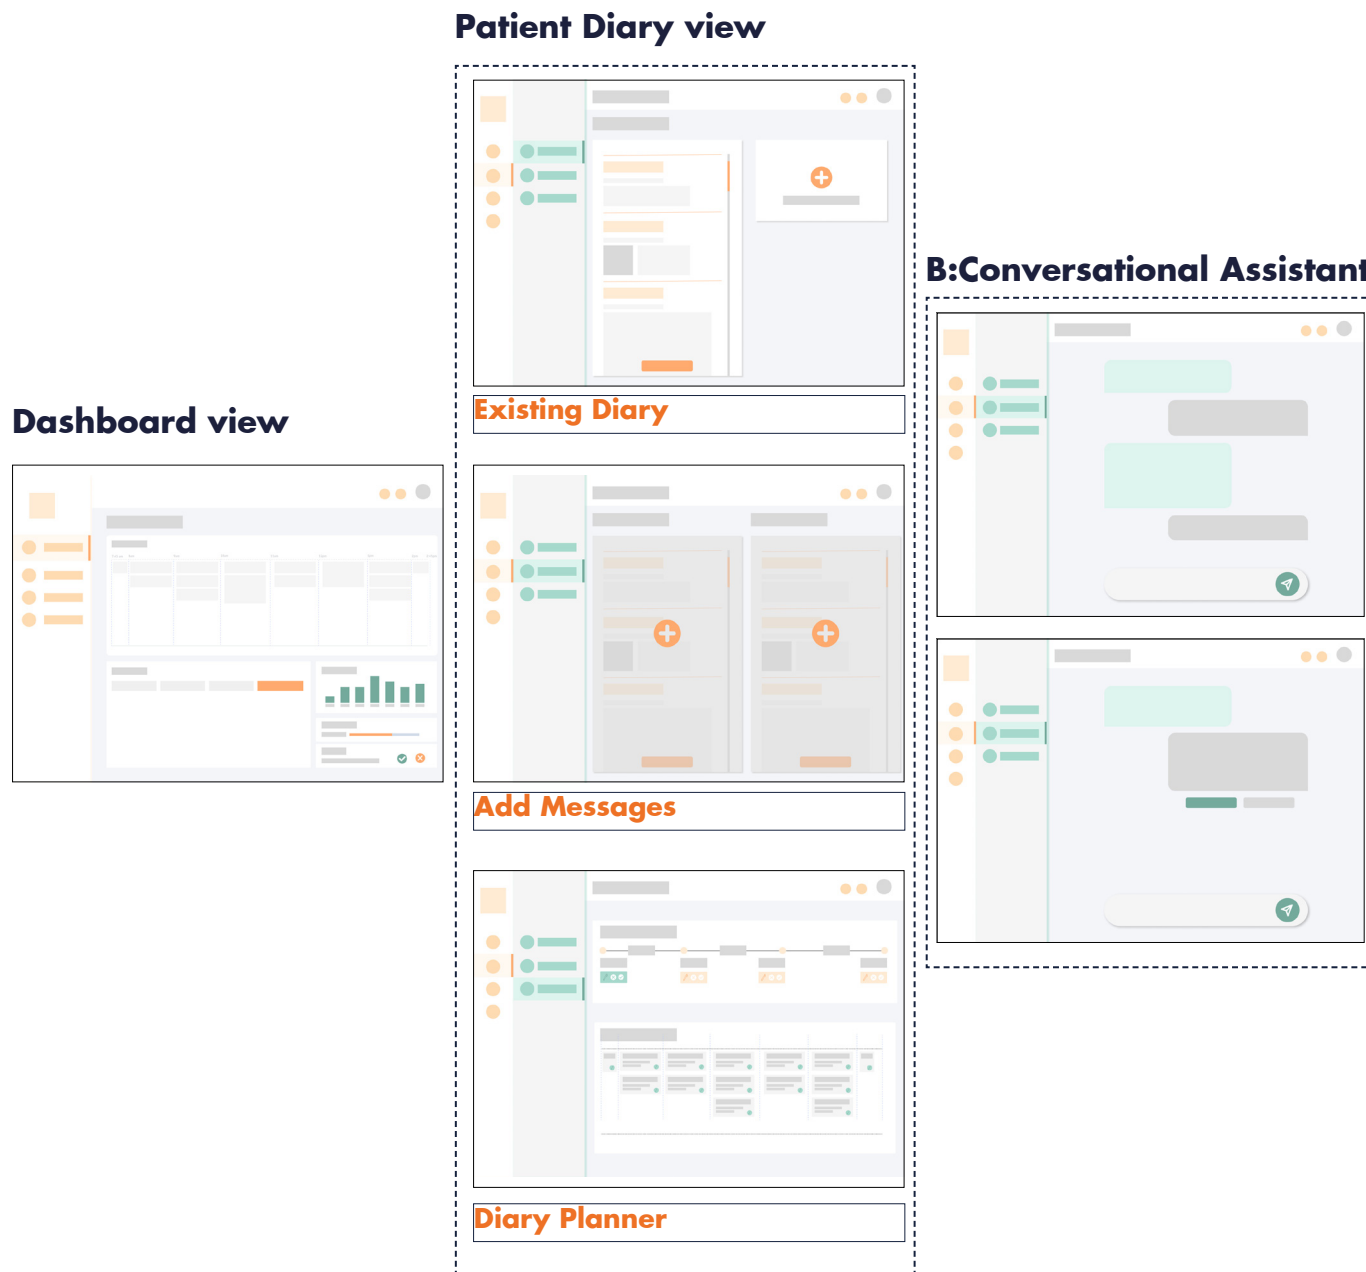 Patient Diary view
B:Conversational Assistant
Existing Diary
Dashboard view
Add Messages
Diary Planner